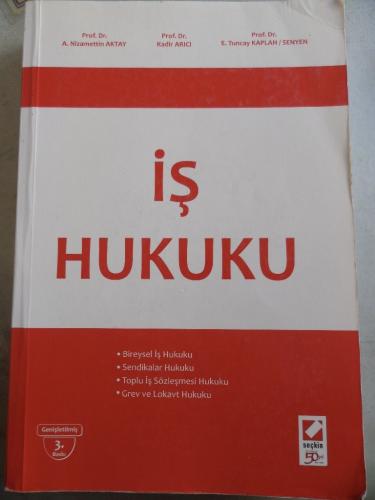 Prof. Dr.
A. Nizamettin AKTAY
Prof. Dr.
Kadir ARICI
Prof. Dr.
E. Tuncay KAPLAN / SENYEN
İŞ
HUKUKU
• Bireysel İş Hukuku
• Sendikalar Hukuku
• Toplu İş Sözleşmesi Hukuku
• Grev ve Lokavt Hukuku
Genişletilmiş
3.
Baskı
seçkin
50